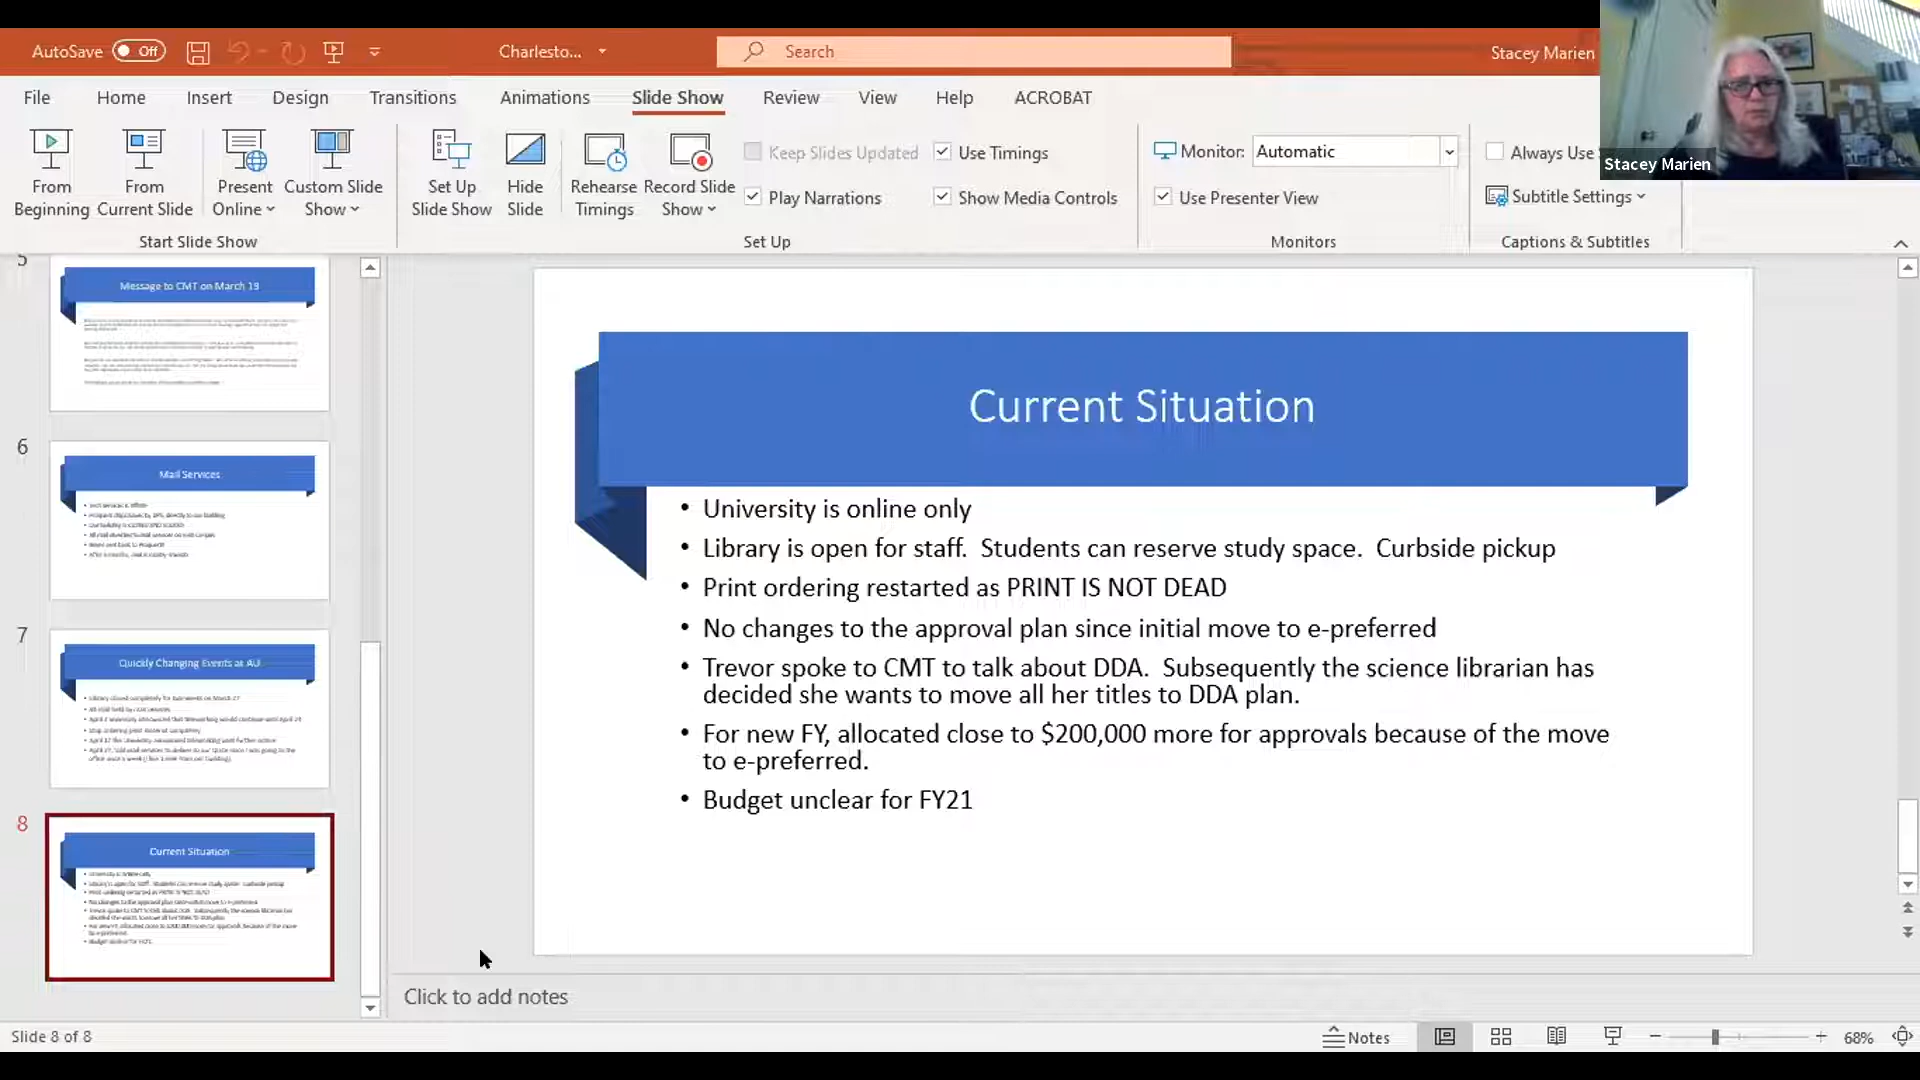 AutoSave Off
Charlesto...
Search
Stacey Marien
File Home Insert Design Transitions Animations Slide Show Review View Help ACROBAT
From Beginning
From Current Slide
Present Online
Custom Slide Show
Set Up Slide Show
Hide Slide
Rehearse Timings
Record Slide Show
Keep Slides Updated
Use Timings
Play Narrations
Show Media Controls
Monitor: Automatic
Use Presenter View
Always Use
Subtitle Settings
Stacey Marien
Start Slide Show
Set Up
Monitors
Captions & Subtitles
5
Message to CMT on March 19
6
Mail Services
7
Quickly Changing Events at AU
8
Current Situation
Current Situation
• University is online only
• Library is open for staff. Students can reserve study space. Curbside pickup
• Print ordering restarted as PRINT IS NOT DEAD
• No changes to the approval plan since initial move to e-preferred
• Trevor spoke to CMT to talk about DDA. Subsequently the science librarian has
decided she wants to move all her titles to DDA plan.
• For new FY, allocated close to $200,000 more for approvals because of the move
to e-preferred.
• Budget unclear for FY21
Click to add notes
Slide 8 of 8
Notes
68%